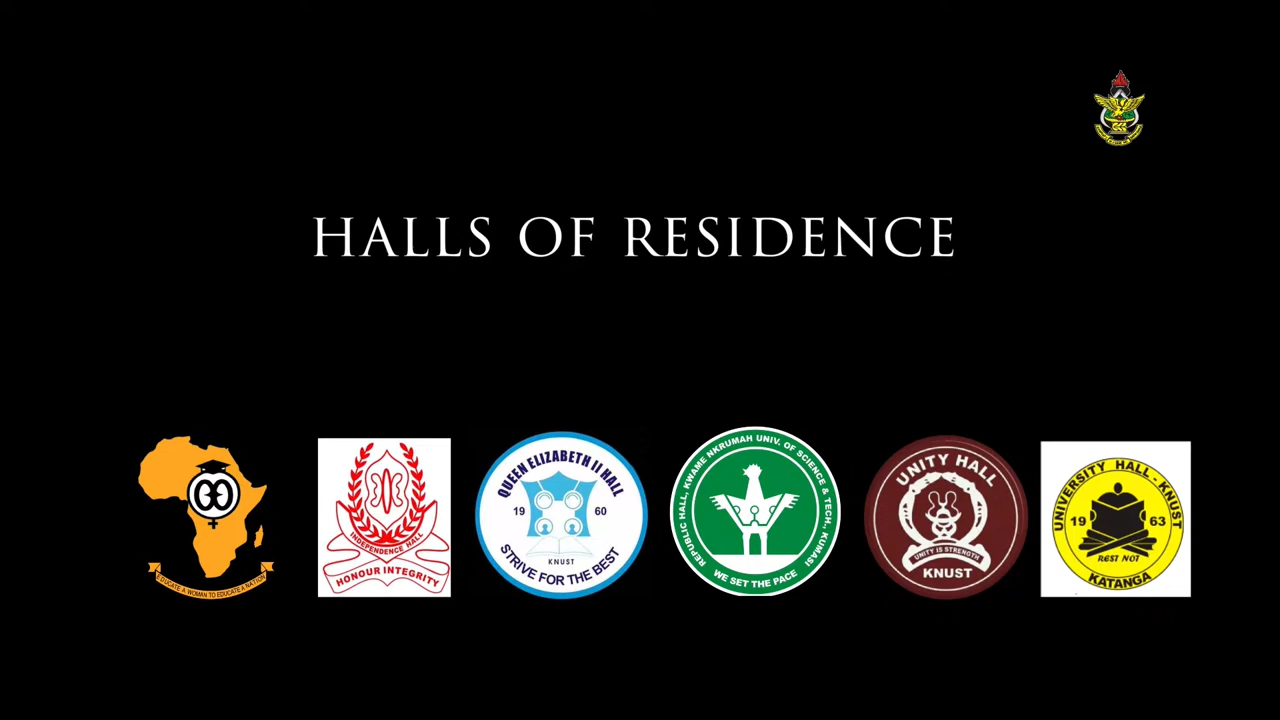 HALLS OF RESIDENCE
EDUCATE A WOMAN TO EDUCATE A NATION
INDEPENDENCE HALL
HONOUR INTEGRITY
QUEEN ELIZABETH II HALL
19 60
KNUST
STRIVE FOR THE BEST
REPUBLIC HALL, KWAME NKRUMAH UNIV. OF SCIENCE & TECH., KUMASI
WE SET THE PACE
UNITY HALL
UNITY IS STRENGTH
KNUST
UNIVERSITY HALL - KNUST
19 63
REST NOT
KATANGA